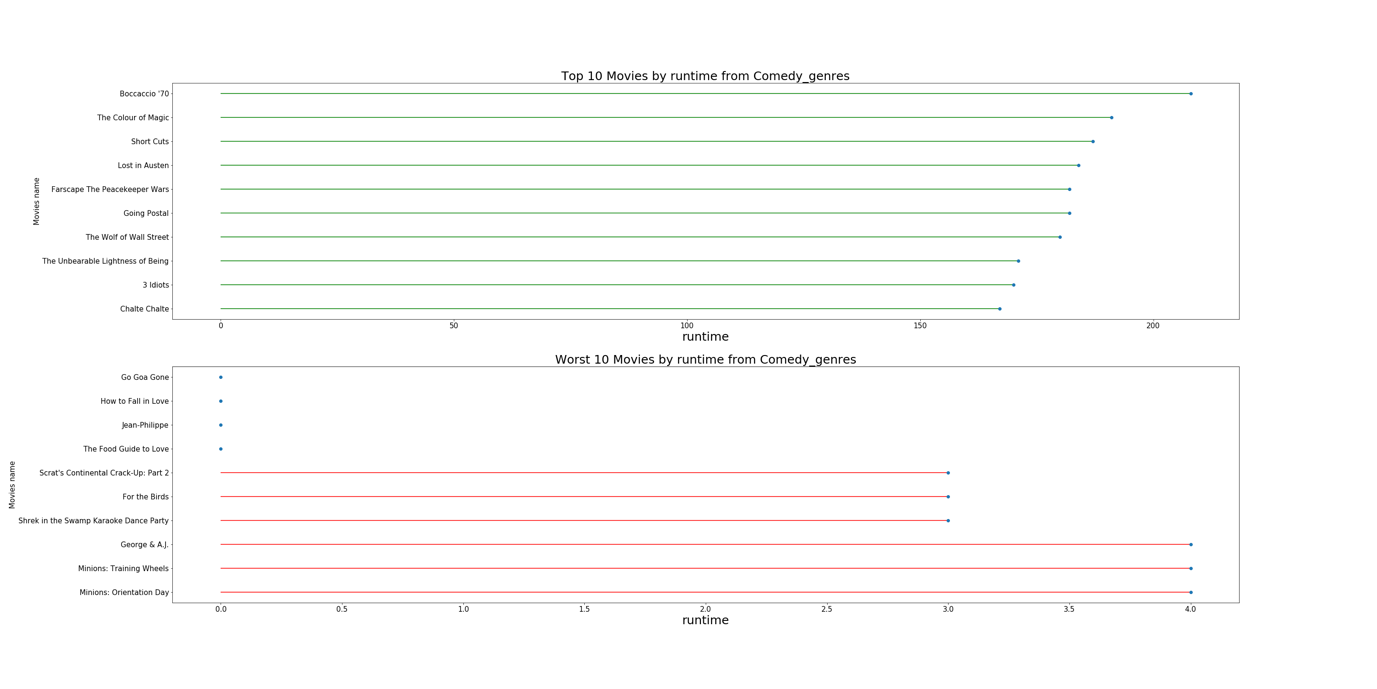 Top 10 Movies by runtime from Comedy_genres
Movies name
Boccaccio '70
The Colour of Magic
Short Cuts
Lost in Austen
Farscape The Peacekeeper Wars
Going Postal
The Wolf of Wall Street
The Unbearable Lightness of Being
3 Idiots
Chalte Chalte
0 50 100 150 200
runtime
Worst 10 Movies by runtime from Comedy_genres
Movies name
Go Goa Gone
How to Fall in Love
Jean-Philippe
The Food Guide to Love
Scrat's Continental Crack-Up: Part 2
For the Birds
Shrek in the Swamp Karaoke Dance Party
George & A.J.
Minions: Training Wheels
Minions: Orientation Day
0.0 0.5 1.0 1.5 2.0 2.5 3.0 3.5 4.0
runtime